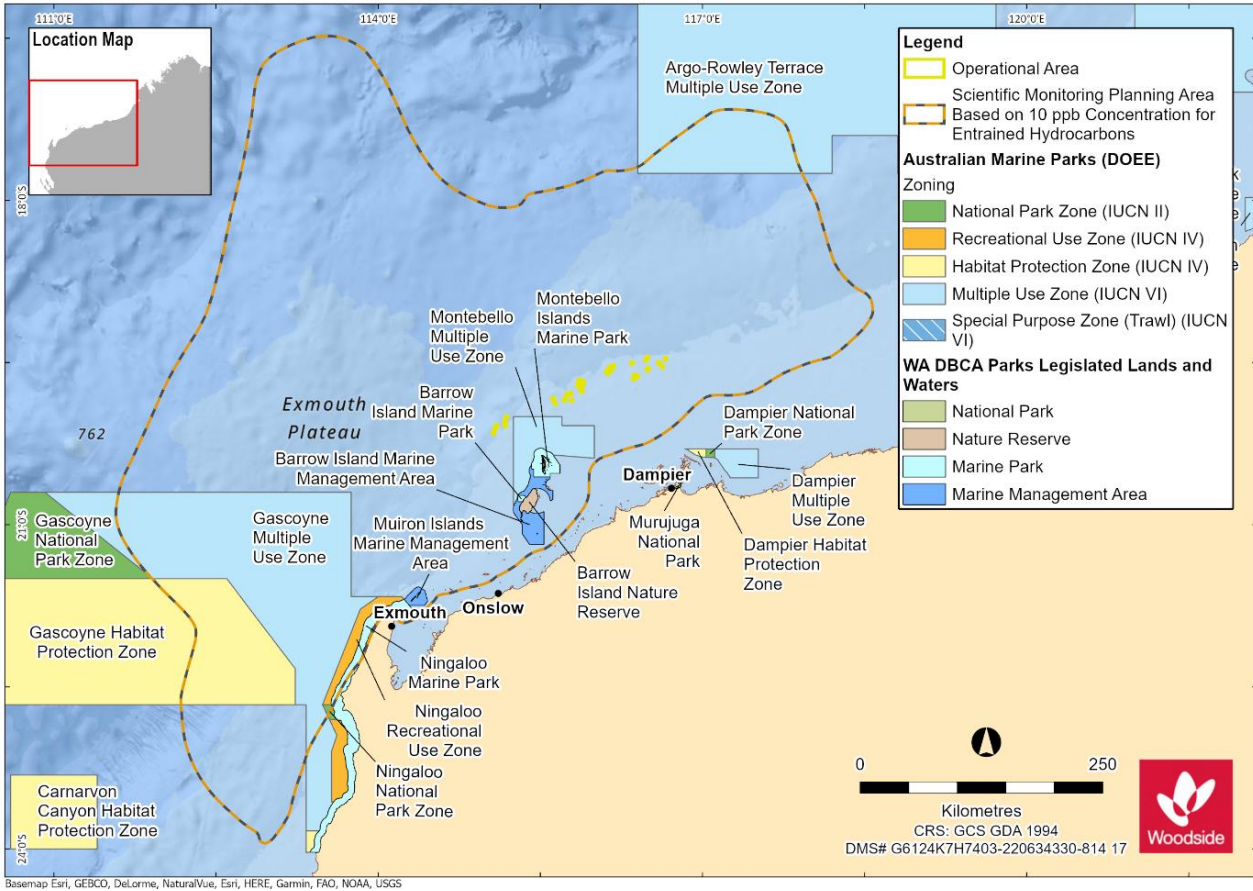 111°0'E
114°0'E
117°0'E
120°0'E
Location Map
18°0'S
21°0'S
24°0'S
Argo-Rowley Terrace
Multiple Use Zone
Montebello
Islands
Marine Park
Montebello
Multiple
Use Zone
Barrow
Island Marine
Park
Exmouth
Plateau
762
Barrow Island Marine
Management Area
Dampier National
Park Zone
Dampier
Gascoyne
National
Park Zone
Gascoyne
Multiple
Use Zone
Muiron Islands
Marine Management
Area
Murujuga
National
Park
Dampier
Multiple
Use Zone
Dampier Habitat
Protection
Zone
Barrow
Island Nature
Reserve
Onslow
Exmouth
Gascoyne Habitat
Protection Zone
Ningaloo
Marine Park
Ningaloo
Recreational
Use Zone
Ningaloo
National
Park Zone
Carnarvon
Canyon Habitat
Protection Zone
Legend
Operational Area
Scientific Monitoring Planning Area
Based on 10 ppb Concentration for
Entrained Hydrocarbons
Australian Marine Parks (DOEE)
Zoning
National Park Zone (IUCN II)
Recreational Use Zone (IUCN IV)
Habitat Protection Zone (IUCN IV)
Multiple Use Zone (IUCN VI)
Special Purpose Zone (Trawl) (IUCN
VI)
WA DBCA Parks Legislated Lands and
Waters
National Park
Nature Reserve
Marine Park
Marine Management Area
0 250
Kilometres
CRS: GCS GDA 1994
DMS# G6124K7H7403-220634330-814 17
Woodside
Basemap Esri, GEBCO, DeLorme, NaturalVue, Esri, HERE, Garmin, FAO, NOAA, USGS